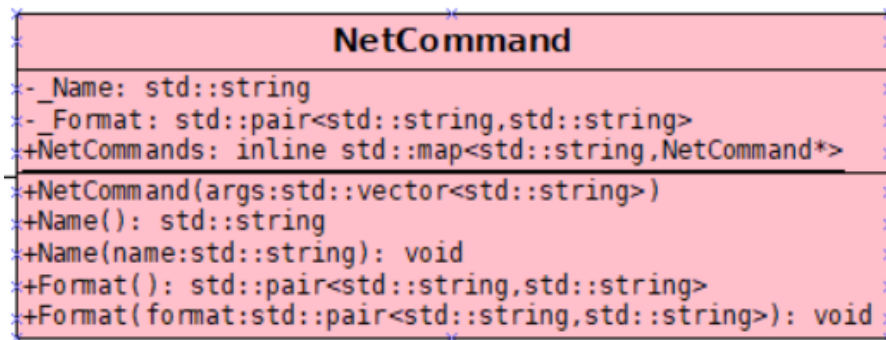 NetCommand
-_Name: std::string
-_Format: std::pair<std::string,std::string>
+NetCommands: inline std::map<std::string,NetCommand*>
+NetCommand(args:std::vector<std::string>)
+Name(): std::string
+Name(name:std::string): void
+Format(): std::pair<std::string,std::string>
+Format(format:std::pair<std::string,std::string>): void